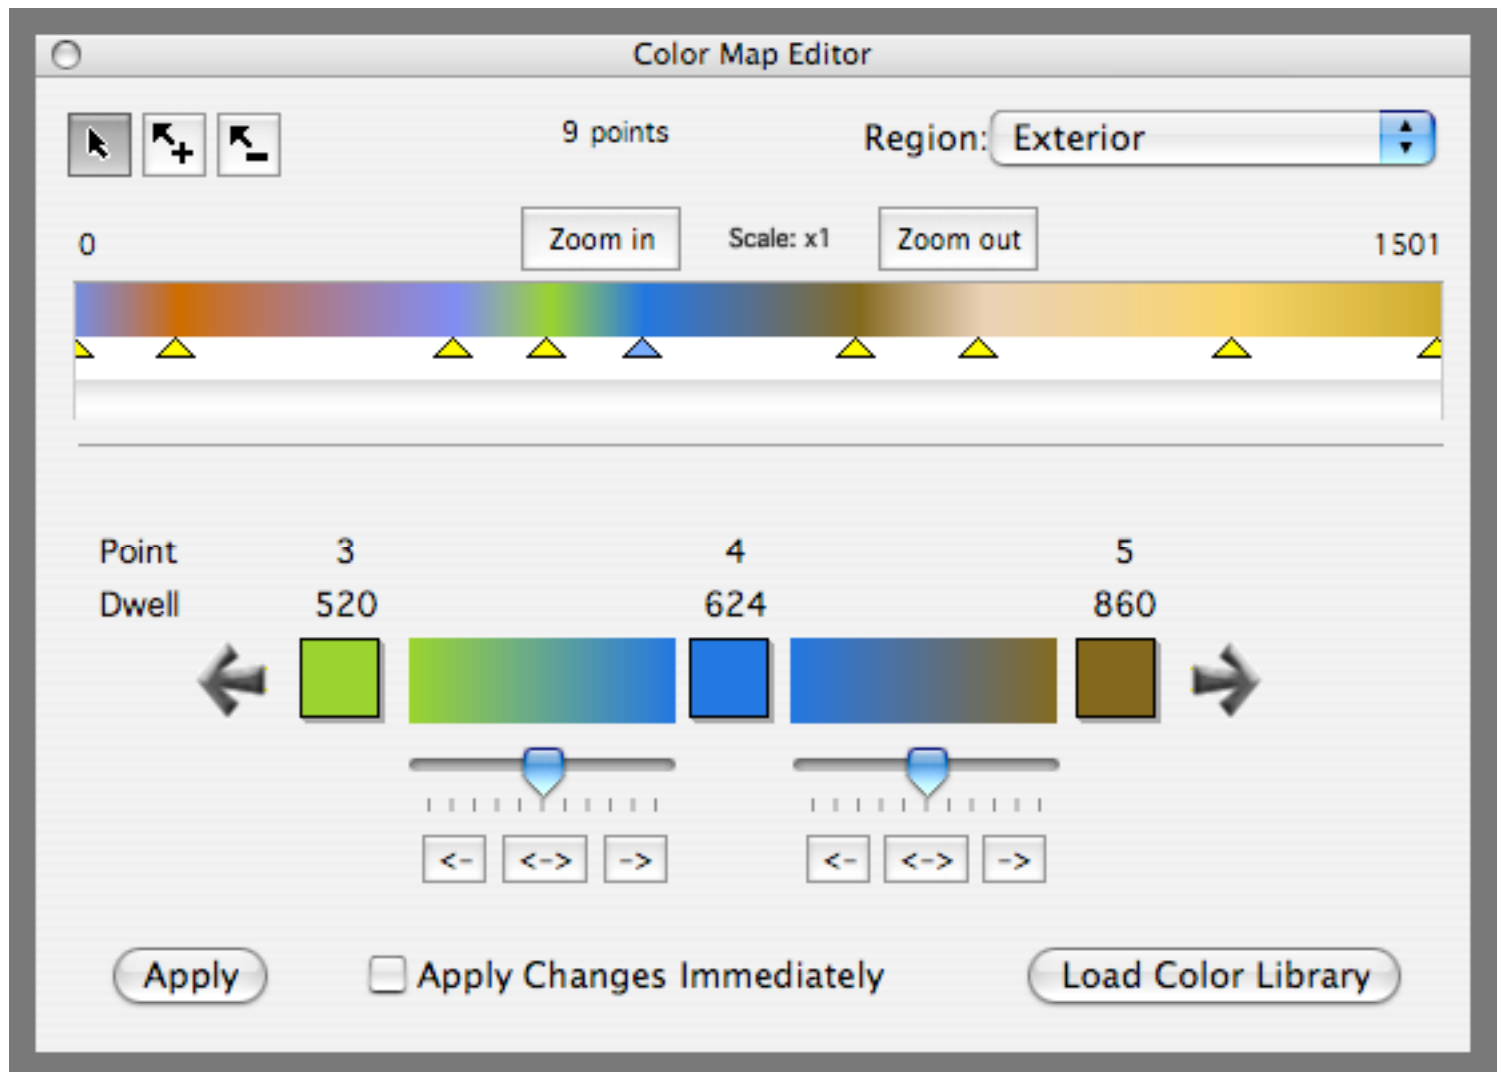 Color Map Editor
9 points
Region: Exterior
0 Zoom in Scale: x1 Zoom out 1501
Point 3 4 5
Dwell 520 624 860
<- <-> -> <- <-> ->
Apply Apply Changes Immediately Load Color Library